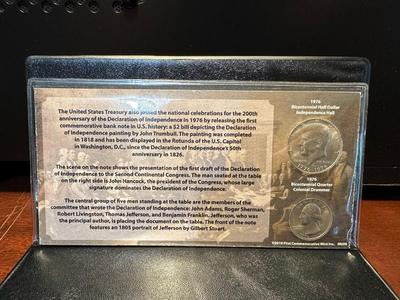 The United States Treasury also joined the national celebrations for the 200th
anniversary of the Declaration of Independence in 1976 by releasing the first
commemorative bank note in U.S. history: a $2 bill depicting the Declaration
of Independence painting by John Trumbull. The painting was completed
in 1818 and has been displayed in the Rotunda of the U.S. Capitol
in Washington, D.C., since the Declaration of Independence's 50th
anniversary in 1826.
The scene on the note shows the presentation of the first draft of the Declaration
of Independence to the Second Continental Congress. The man seated at the table
on the right side is John Hancock, the president of the Congress, whose large
signature dominates the Declaration of Independence.
The central group of five men standing at the table are the members of the
committee that wrote the Declaration of Independence: John Adams, Roger Sherman,
Robert Livingston, Thomas Jefferson, and Benjamin Franklin. Jefferson, who was
the principal author, is placing the document on the table. The front of the note
features an 1805 portrait of Jefferson by Gilbert Stuart.
1976
Bicentennial Half Dollar
Independence Hall
1976
Bicentennial Quarter
Colonial Drummer
First Commemorative Mint Inc.